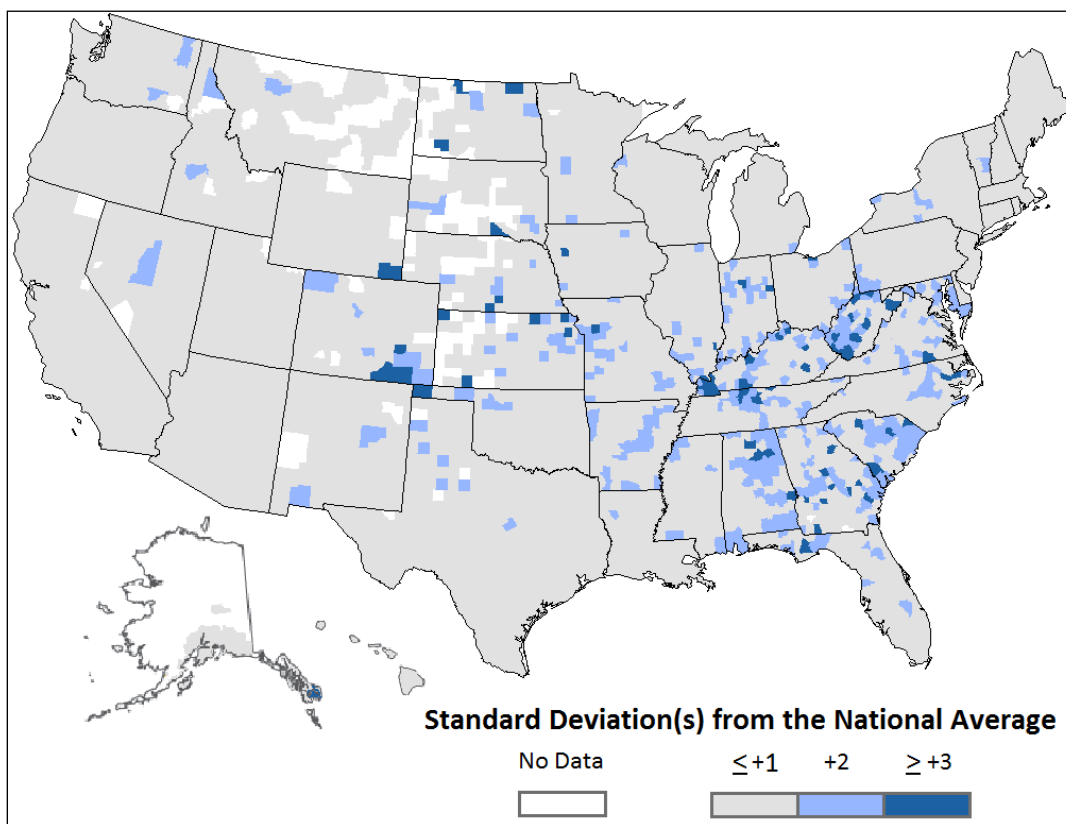 Standard Deviation(s) from the National Average
No Data ≤ +1 +2 ≥ +3